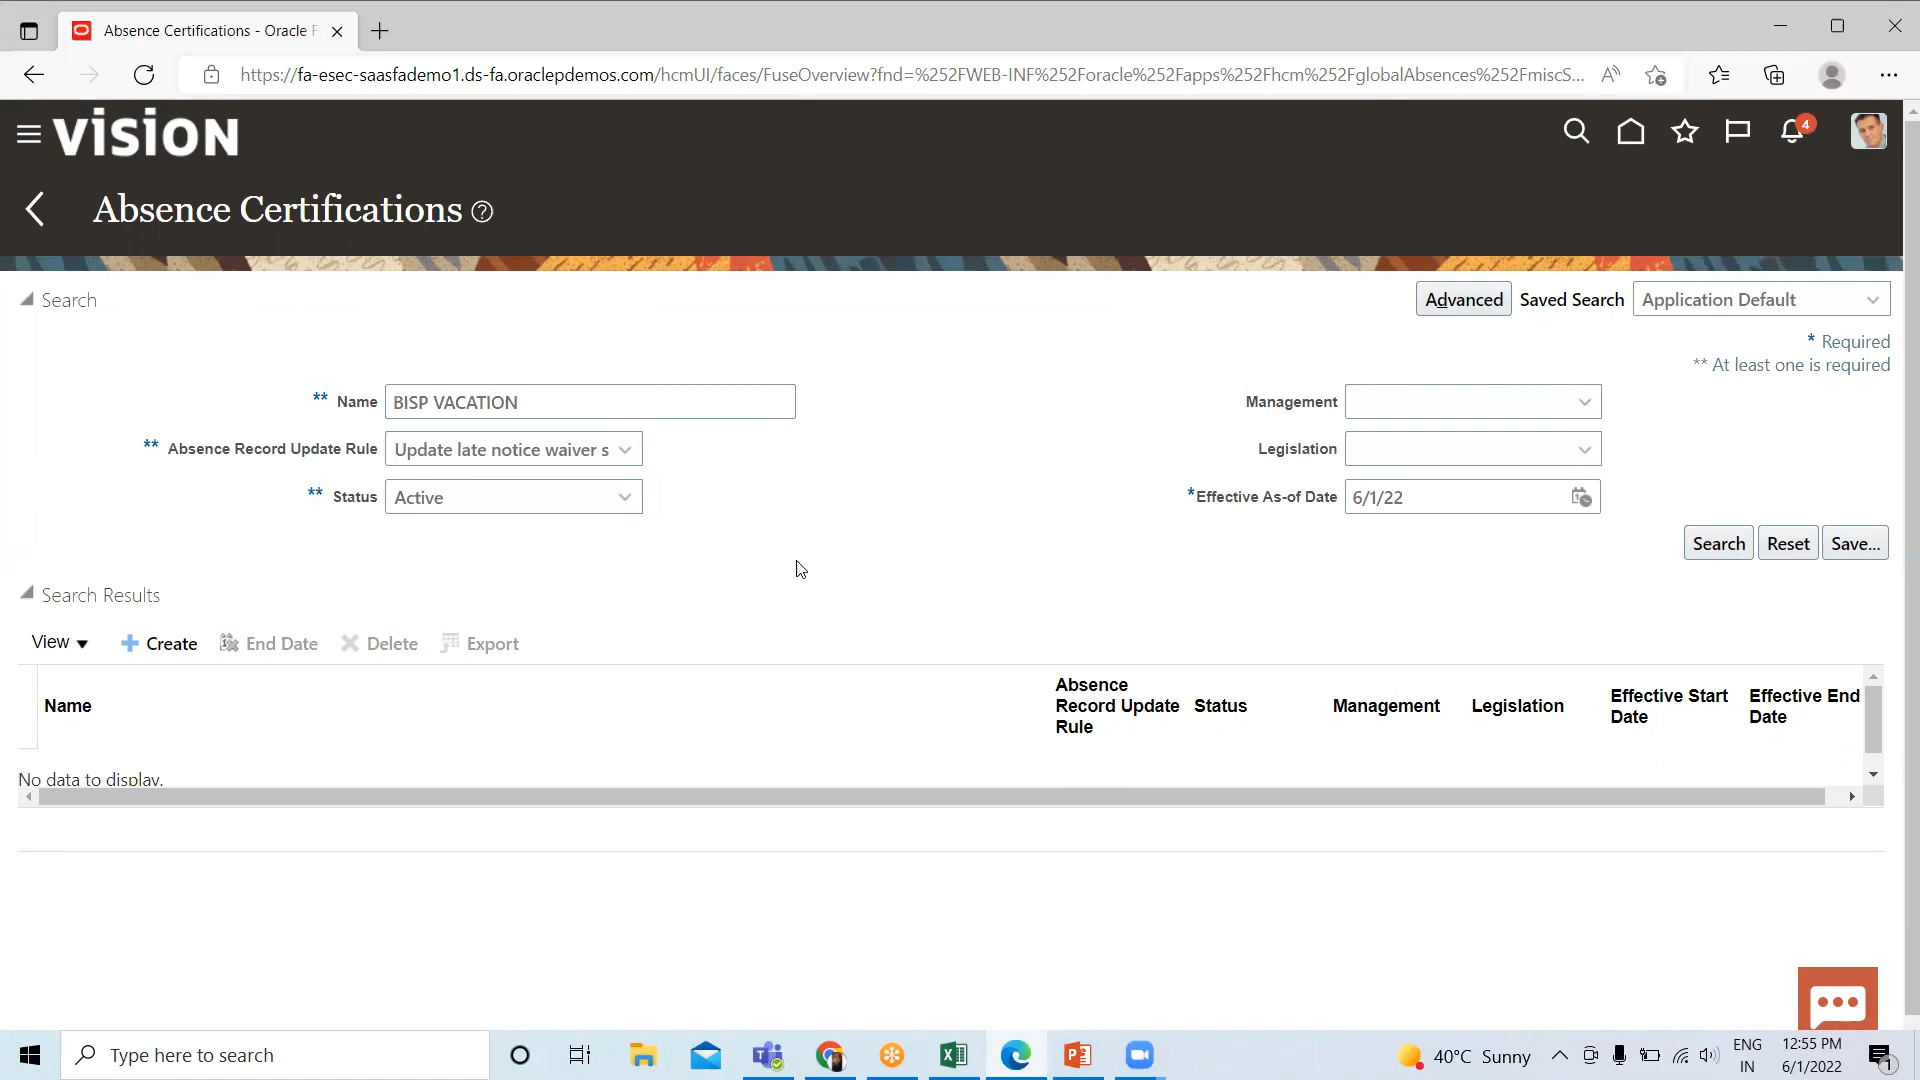 Absence Certifications - Oracle F
https://fa-esec-saasfademo1.ds-fa.oraclepdemos.com/hcmUI/faces/FuseOverview?fnd=%252FWEB-INF%252Foracle%252Fapps%252Fhcm%252FglobalAbsences%252FmiscS...
VISION
4
Absence Certifications
Search
Advanced Saved Search Application Default
* Required
** At least one is required
** Name BISP VACATION
Management
** Absence Record Update Rule Update late notice waiver s
Legislation
** Status Active
*Effective As-of Date 6/1/22
Search Reset Save...
Search Results
View Create End Date Delete Export
Name Absence Record Update Rule Status Management Legislation Effective Start Date Effective End Date
No data to display.
Type here to search
40°C Sunny
ENG IN
12:55 PM
6/1/2022
1